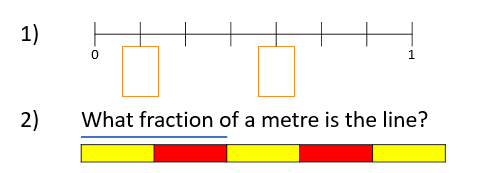 1)
0 1
2) What fraction of a metre is the line?